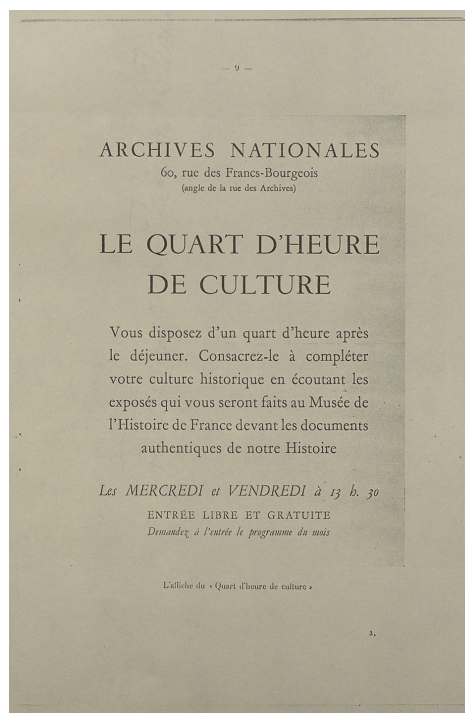 — 9 —
ARCHIVES NATIONALES
60, rue des Francs-Bourgeois
(angle de la rue des Archives)
LE QUART D'HEURE
DE CULTURE
Vous disposez d'un quart d'heure après
le déjeuner. Consacrez-le à compléter
votre culture historique en écoutant les
exposés qui vous seront faits au Musée de
l'Histoire de France devant les documents
authentiques de notre Histoire
Les MERCREDI et VENDREDI à 13 h. 30
ENTRÉE LIBRE ET GRATUITE
Demandez à l'entrée le programme du mois
L'affiche du « Quart d'heure de culture »
3.